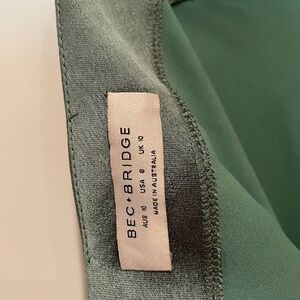 BEC + BRIDGE
AUS 10 USA 6 UK 10
MADE IN AUSTRALIA